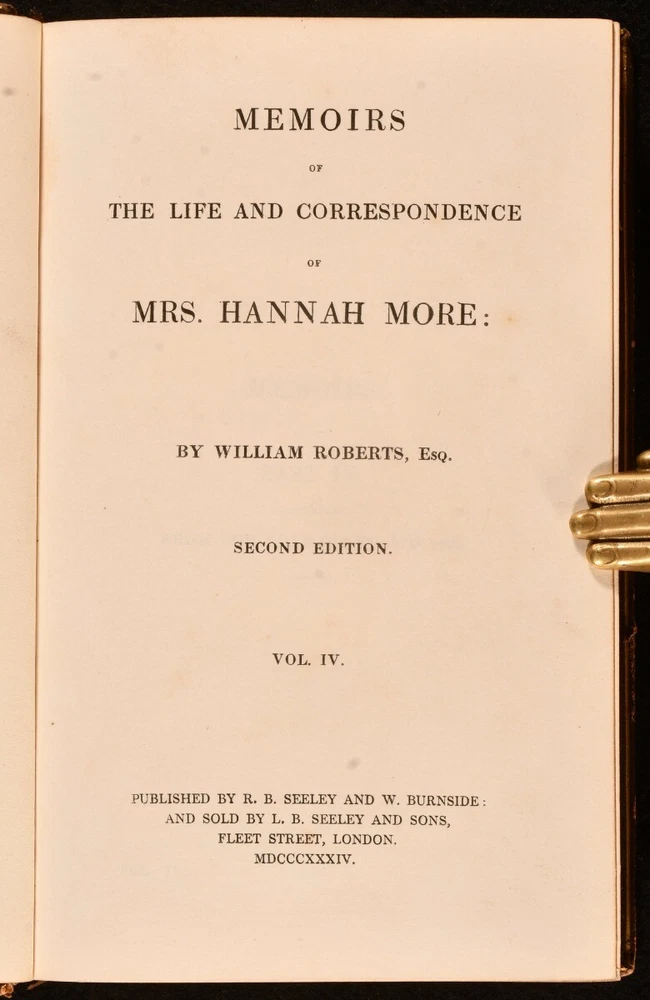 MEMOIRS
OF
THE LIFE AND CORRESPONDENCE
OF
MRS. HANNAH MORE:
BY WILLIAM ROBERTS, Esq.
SECOND EDITION.
VOL. IV.
PUBLISHED BY R. B. SEELEY AND W. BURNSIDE:
AND SOLD BY L. B. SEELEY AND SONS,
FLEET STREET, LONDON.
MDCCCXXXIV.